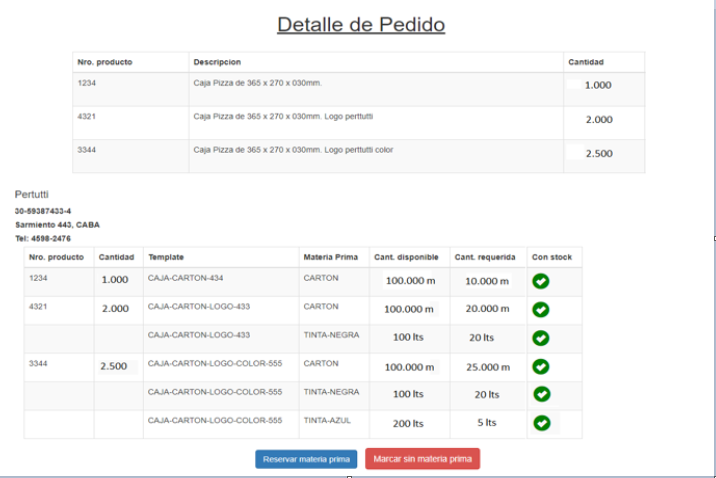 Detalle de Pedido
Nro. producto Descripcion Cantidad
1234 Caja Pizza de 365 x 270 x 030mm. 1.000
4321 Caja Pizza de 365 x 270 x 030mm. Logo perttutti 2.000
3344 Caja Pizza de 365 x 270 x 030mm. Logo perttutti color 2.500
Pertutti
30-59387433-4
Sarmiento 443, CABA
Tel: 4598-2476
Nro. producto Cantidad Template Materia Prima Cant. disponible Cant. requerida Con stock
1234 1.000 CAJA-CARTON-434 CARTON 100.000 m 10.000 m
4321 2.000 CAJA-CARTON-LOGO-433 CARTON 100.000 m 20.000 m
CAJA-CARTON-LOGO-433 TINTA-NEGRA 100 lts 20 lts
3344 2.500 CAJA-CARTON-LOGO-COLOR-555 CARTON 100.000 m 25.000 m
CAJA-CARTON-LOGO-COLOR-555 TINTA-NEGRA 100 lts 20 lts
CAJA-CARTON-LOGO-COLOR-555 TINTA-AZUL 200 lts 5 lts
Reservar materia prima Marcar sin materia prima